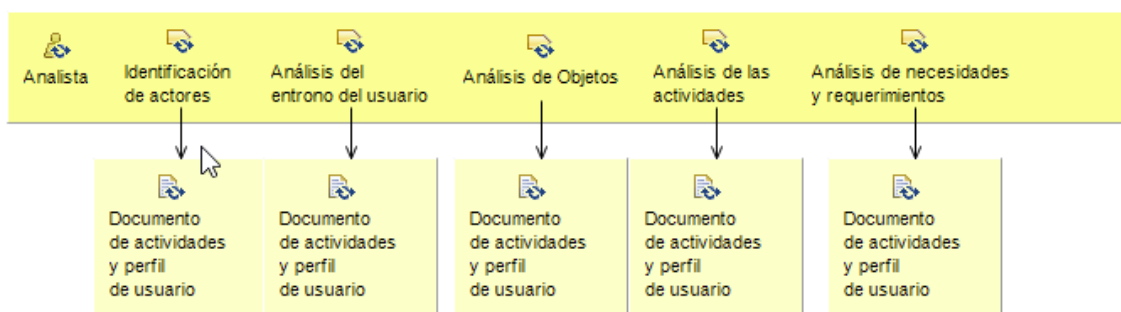 Analista
Identificación
de actores
Análisis del
entrono del usuario
Análisis de Objetos
Análisis de las
actividades
Análisis de necesidades
y requerimientos
Documento
de actividades
y perfil
de usuario
Documento
de actividades
y perfil
de usuario
Documento
de actividades
y perfil
de usuario
Documento
de actividades
y perfil
de usuario
Documento
de actividades
y perfil
de usuario